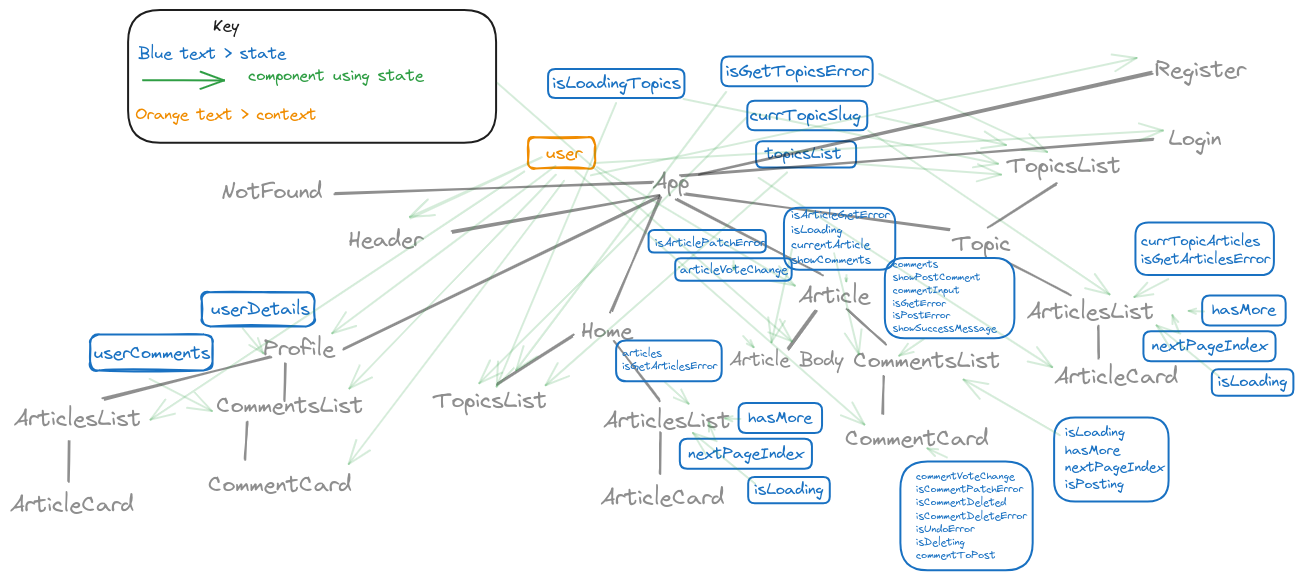 Key
Blue text > state
component using state
Orange text > context
isLoadingTopics
isGetTopicsError
currTopicSlug
topicsList
user
App
Register
Login
TopicsList
NotFound
Header
isArticlePatchError
articleVoteChange
isArticleGetError
isLoading
currentArticle
showComments
Topic
currTopicArticles
isGetArticlesError
comments
showPostComment
commentInput
isGetError
isPostError
showSuccessMessage
Article
ArticlesList
hasMore
nextPageIndex
isLoading
ArticleCard
userDetails
userComments
Profile
Home
articles
isGetArticlesError
Article Body
CommentsList
ArticlesList
CommentsList
TopicsList
ArticlesList
hasMore
nextPageIndex
isLoading
CommentCard
isLoading
hasMore
nextPageIndex
isPosting
ArticleCard
CommentCard
ArticleCard
commentVoteChange
isCommentPatchError
isCommentDeleted
isCommentDeleteError
isUndoError
isDeleting
commentToPost